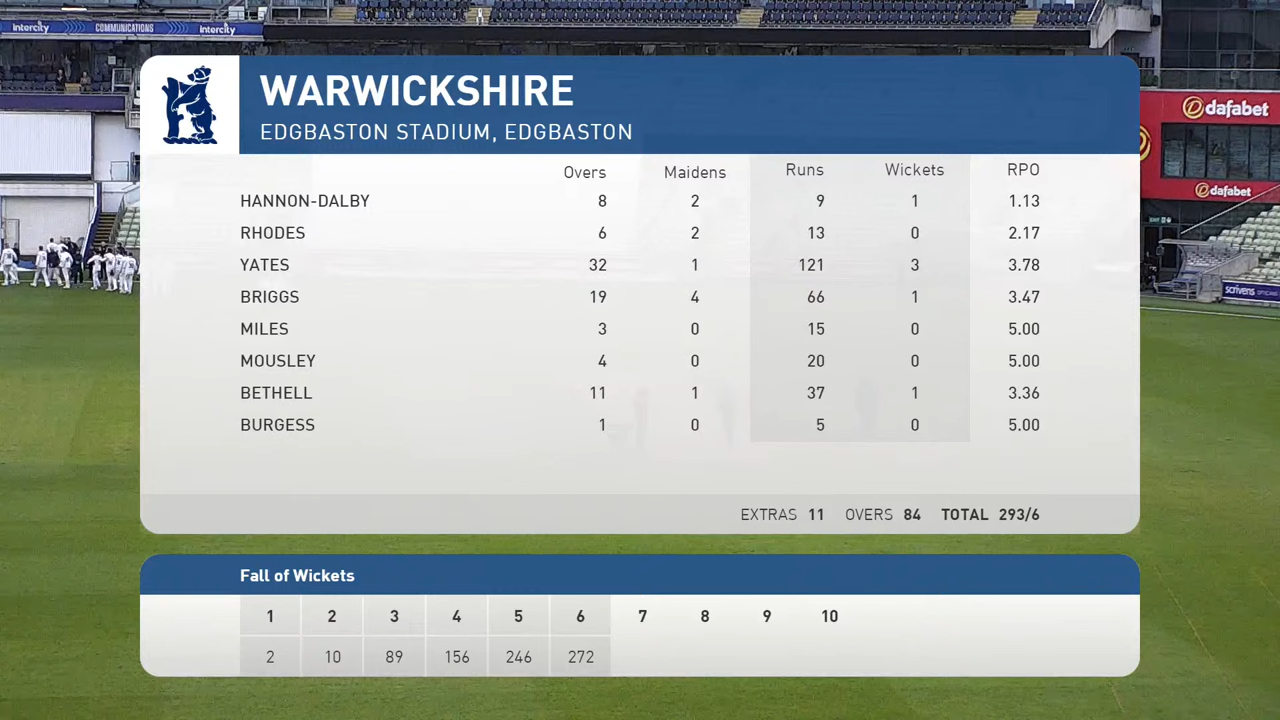 intercity COMMUNICATIONS intercity
WARWICKSHIRE
EDGBASTON STADIUM, EDGBASTON
dafabet
Overs Maidens Runs Wickets RPO
HANNON-DALBY 8 2 9 1 1.13
dafabet
RHODES 6 2 13 0 2.17
YATES 32 1 121 3 3.78
BRIGGS 19 4 66 1 3.47
scrivens
MILES 3 0 15 0 5.00
MOUSLEY 4 0 20 0 5.00
BETHELL 11 1 37 1 3.36
BURGESS 1 0 5 0 5.00
EXTRAS 11 OVERS 84 TOTAL 293/6
Fall of Wickets
1 2 3 4 5 6 7 8 9 10
2 10 89 156 246 272